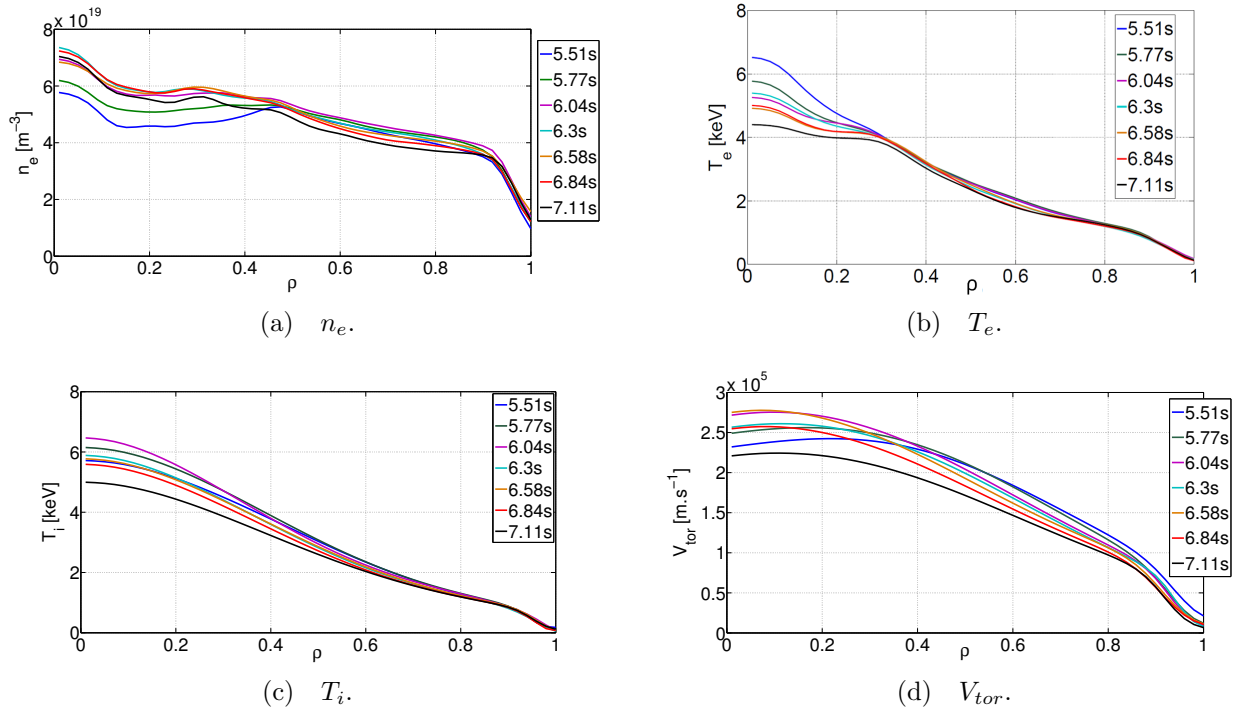 8 x 10^19
6
4
2
0
n_e [m^-3]
0 0.2 0.4 0.6 0.8 1
ρ
5.51s
5.77s
6.04s
6.3s
6.58s
6.84s
7.11s
(a) n_e.
8
6
4
2
0
T_e [keV]
0 0.2 0.4 0.6 0.8 1
ρ
5.51s
5.77s
6.04s
6.3s
6.58s
6.84s
7.11s
(b) T_e.
8
6
4
2
0
T_i [keV]
0 0.2 0.4 0.6 0.8 1
ρ
5.51s
5.77s
6.04s
6.3s
6.58s
6.84s
7.11s
(c) T_i.
3 x 10^5
2.5
2
1.5
1
0.5
0
V_tor [m.s^-1]
0 0.2 0.4 0.6 0.8 1
ρ
5.51s
5.77s
6.04s
6.3s
6.58s
6.84s
7.11s
(d) V_tor.